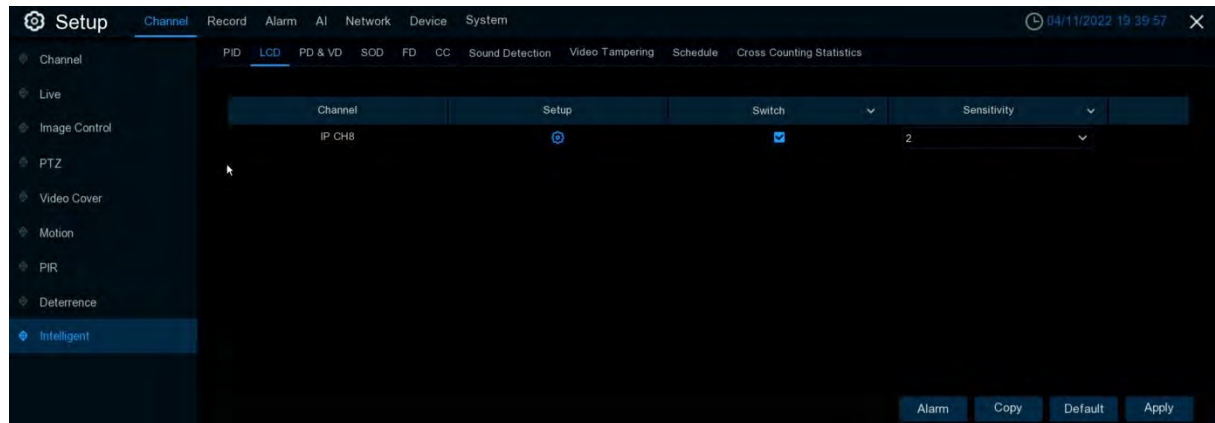 Setup Channel Record Alarm AI Network Device System 04/11/2022 19:39:57
PID LCD PD & VD SOD FD CC Sound Detection Video Tampering Schedule Cross Counting Statistics
Channel
Live
Image Control
PTZ
Video Cover
Motion
PIR
Deterrence
Intelligent
Channel Setup Switch Sensitivity
IP CH8 2
Alarm Copy Default Apply